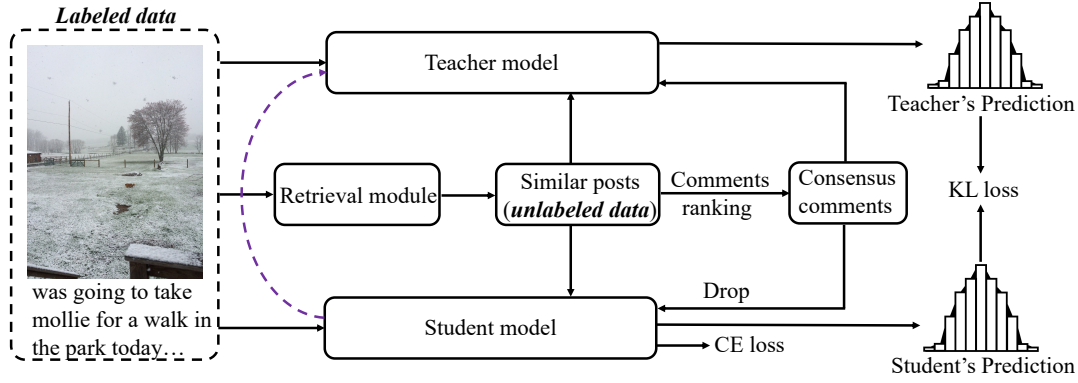 Labeled data
Teacher model
Teacher's Prediction
Retrieval module
Similar posts
(unlabeled data)
Comments
ranking
Consensus
comments
KL loss
was going to take
mollie for a walk in
the park today…
Drop
Student model
CE loss
Student's Prediction